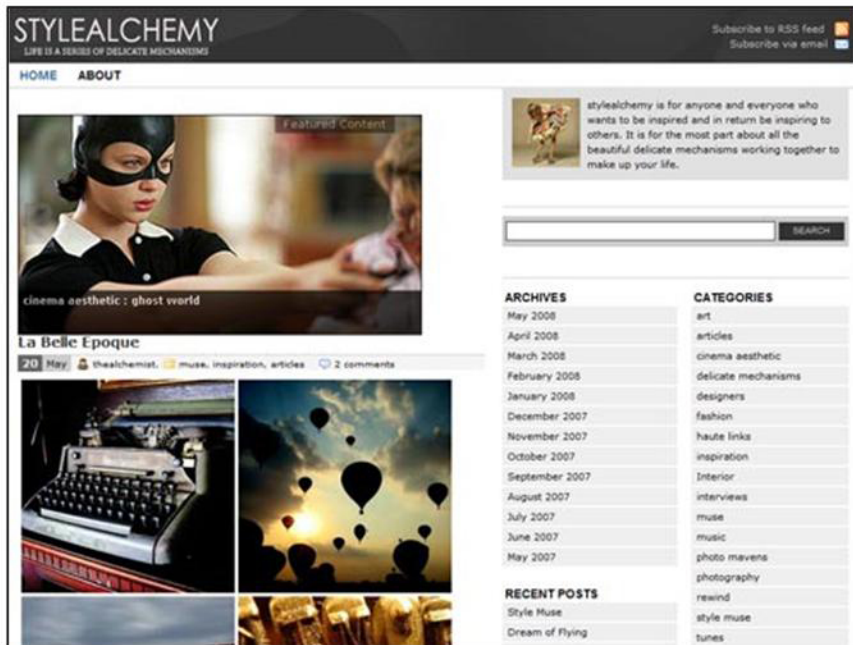 STYLEALCHEMY
LIFE IS A SERIES OF DELICATE MECHANISMS
Subscribe to RSS feed
Subscribe via email
HOME ABOUT
Featured Content
cinema aesthetic : ghost world
La Belle Epoque
20 May thealchemist, muse, inspiration, articles 2 comments
stylealchemy is for anyone and everyone who
wants to be inspired and in return be inspiring to
others. It is for the most part about all the
beautiful delicate mechanisms working together to
make up your life.
SEARCH
ARCHIVES
May 2008
April 2008
March 2008
February 2008
January 2008
December 2007
November 2007
October 2007
September 2007
August 2007
July 2007
June 2007
May 2007
RECENT POSTS
Style Muse
Dream of Flying
CATEGORIES
art
articles
cinema aesthetic
delicate mechanisms
designers
fashion
haute links
inspiration
Interior
interviews
muse
music
photo mavens
photography
rewind
style muse
tunes